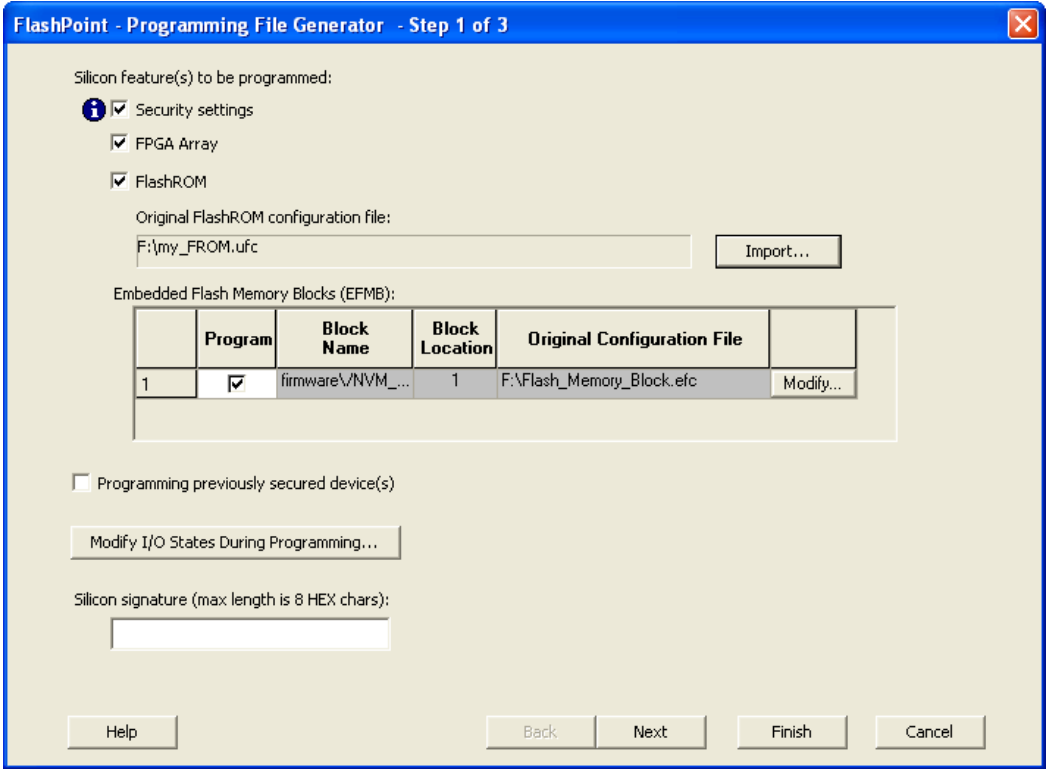 FlashPoint - Programming File Generator - Step 1 of 3
Silicon feature(s) to be programmed:
Security settings
FPGA Array
FlashROM
Original FlashROM configuration file:
F:\my_FROM.ufc
Import...
Embedded Flash Memory Blocks (EFMB):
Program Block Name Block Location Original Configuration File
1 firmware\/NVM_... 1 F:\Flash_Memory_Block.efc Modify...
Programming previously secured device(s)
Modify I/O States During Programming...
Silicon signature (max length is 8 HEX chars):
Help Back Next Finish Cancel